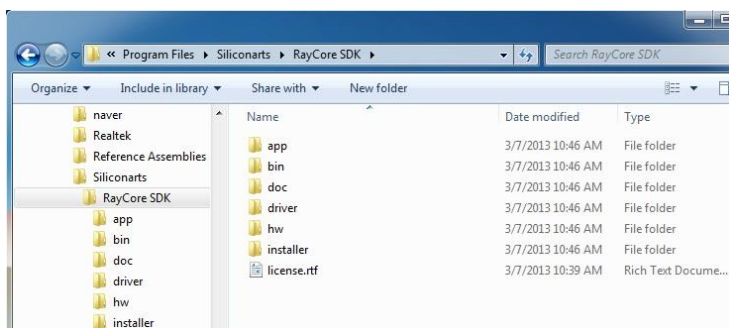 « Program Files ▸ Siliconarts ▸ RayCore SDK ▸ Search RayCore SDK
Organize ▾ Include in library ▾ Share with ▾ New folder
naver
Realtek
Reference Assemblies
Siliconarts
RayCore SDK
app
bin
doc
driver
hw
installer
Name Date modified Type
app 3/7/2013 10:46 AM File folder
bin 3/7/2013 10:46 AM File folder
doc 3/7/2013 10:46 AM File folder
driver 3/7/2013 10:46 AM File folder
hw 3/7/2013 10:46 AM File folder
installer 3/7/2013 10:46 AM File folder
license.rtf 3/7/2013 10:39 AM Rich Text Docume...